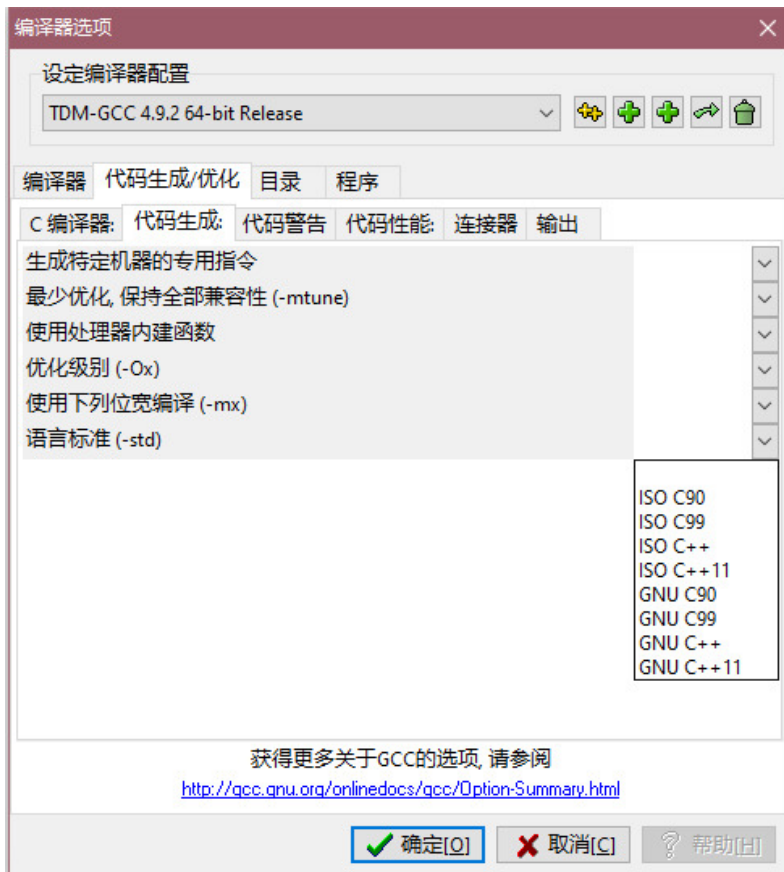 编译器选项
设定编译器配置
TDM-GCC 4.9.2 64-bit Release
编译器 代码生成/优化 目录 程序
C 编译器: 代码生成: 代码警告 代码性能: 连接器 输出
生成特定机器的专用指令
最少优化, 保持全部兼容性 (-mtune)
使用处理器内建函数
优化级别 (-Ox)
使用下列位宽编译 (-mx)
语言标准 (-std)
ISO C90
ISO C99
ISO C++
ISO C++11
GNU C90
GNU C99
GNU C++
GNU C++11
获得更多关于GCC的选项, 请参阅
http://gcc.gnu.org/onlinedocs/gcc/Option-Summary.html
确定[O] 取消[C] 帮助[H]